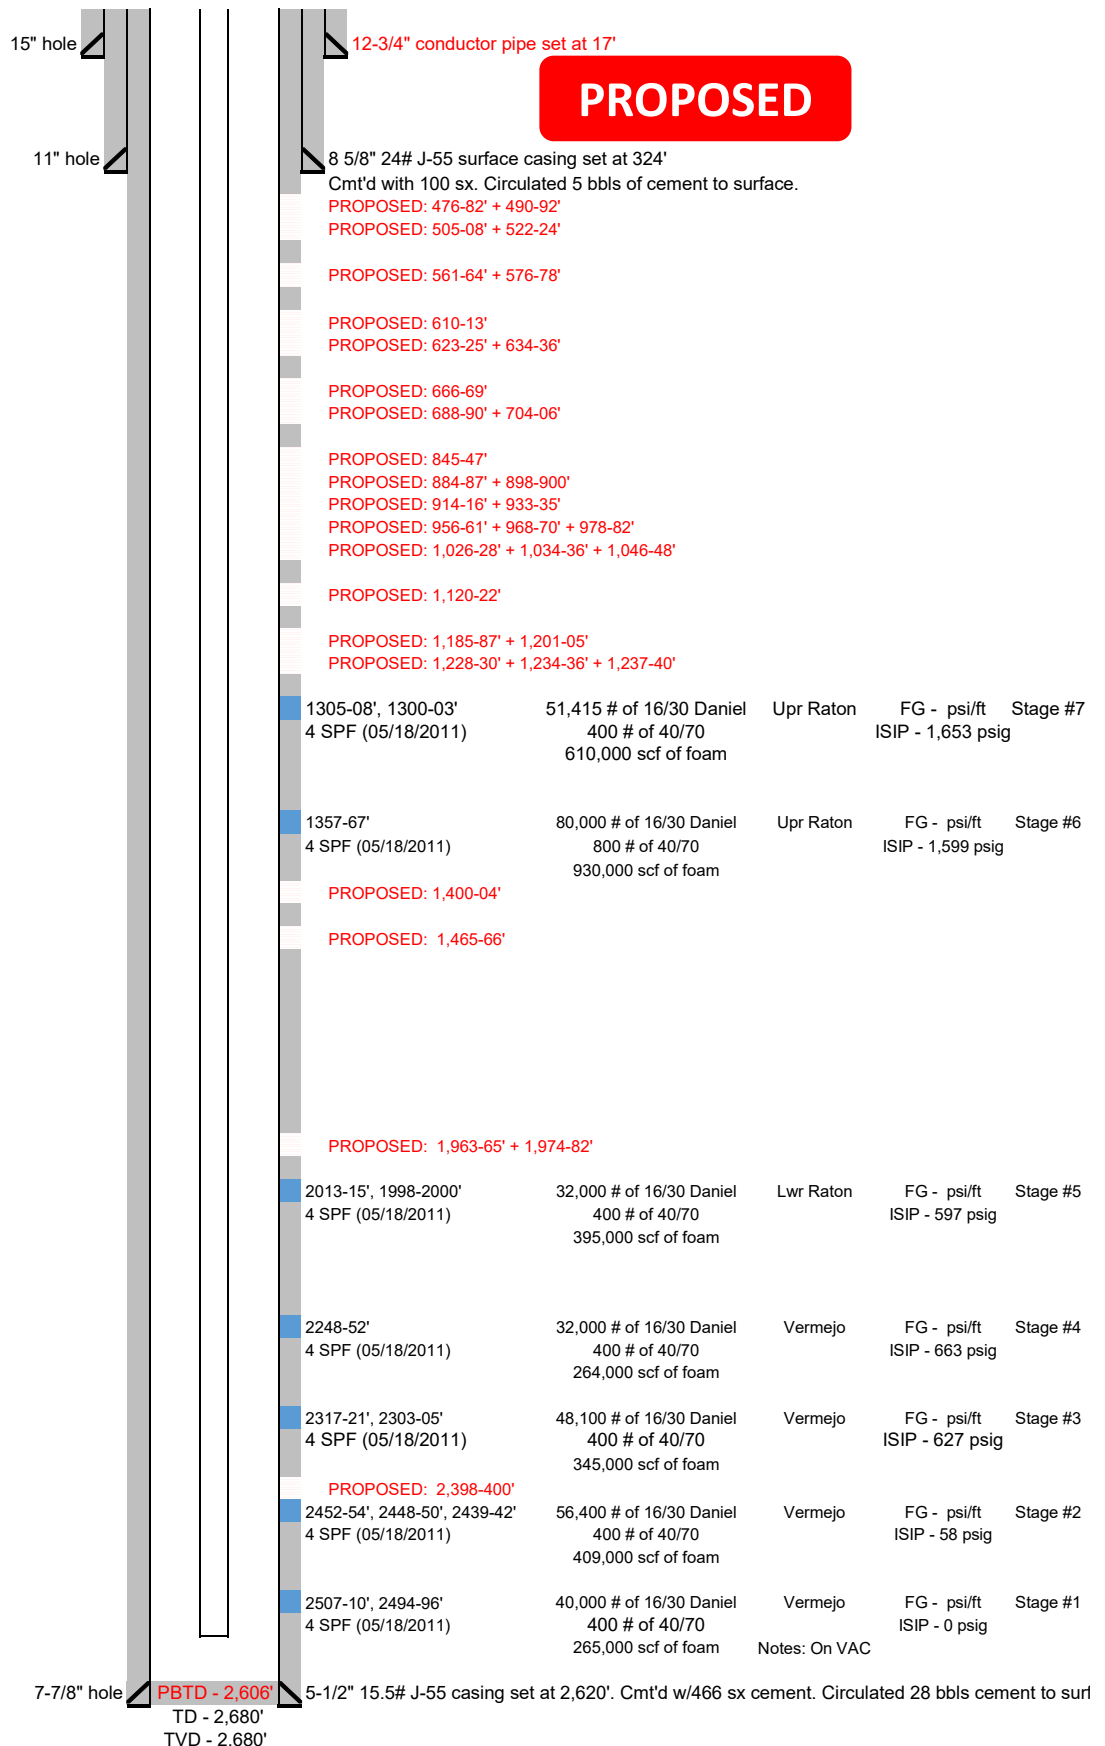 15" hole
12-3/4" conductor pipe set at 17'
PROPOSED
11" hole
8 5/8" 24# J-55 surface casing set at 324'
Cmt'd with 100 sx. Circulated 5 bbls of cement to surface.
PROPOSED: 476-82' + 490-92'
PROPOSED: 505-08' + 522-24'
PROPOSED: 561-64' + 576-78'
PROPOSED: 610-13'
PROPOSED: 623-25' + 634-36'
PROPOSED: 666-69'
PROPOSED: 688-90' + 704-06'
PROPOSED: 845-47'
PROPOSED: 884-87' + 898-900'
PROPOSED: 914-16' + 933-35'
PROPOSED: 956-61' + 968-70' + 978-82'
PROPOSED: 1,026-28' + 1,034-36' + 1,046-48'
PROPOSED: 1,120-22'
PROPOSED: 1,185-87' + 1,201-05'
PROPOSED: 1,228-30' + 1,234-36' + 1,237-40'
1305-08', 1300-03' 51,415 # of 16/30 Daniel Upr Raton FG - psi/ft Stage #7
4 SPF (05/18/2011) 400 # of 40/70 ISIP - 1,653 psig
610,000 scf of foam
1357-67' 80,000 # of 16/30 Daniel Upr Raton FG - psi/ft Stage #6
4 SPF (05/18/2011) 800 # of 40/70 ISIP - 1,599 psig
930,000 scf of foam
PROPOSED: 1,400-04'
PROPOSED: 1,465-66'
PROPOSED: 1,963-65' + 1,974-82'
2013-15', 1998-2000' 32,000 # of 16/30 Daniel Lwr Raton FG - psi/ft Stage #5
4 SPF (05/18/2011) 400 # of 40/70 ISIP - 597 psig
395,000 scf of foam
2248-52' 32,000 # of 16/30 Daniel Vermejo FG - psi/ft Stage #4
4 SPF (05/18/2011) 400 # of 40/70 ISIP - 663 psig
264,000 scf of foam
2317-21', 2303-05' 48,100 # of 16/30 Daniel Vermejo FG - psi/ft Stage #3
4 SPF (05/18/2011) 400 # of 40/70 ISIP - 627 psig
345,000 scf of foam
PROPOSED: 2,398-400'
2452-54', 2448-50', 2439-42' 56,400 # of 16/30 Daniel Vermejo FG - psi/ft Stage #2
4 SPF (05/18/2011) 400 # of 40/70 ISIP - 58 psig
409,000 scf of foam
2507-10', 2494-96' 40,000 # of 16/30 Daniel Vermejo FG - psi/ft Stage #1
4 SPF (05/18/2011) 400 # of 40/70 ISIP - 0 psig
265,000 scf of foam Notes: On VAC
7-7/8" hole PBTD - 2,606' 5-1/2" 15.5# J-55 casing set at 2,620'. Cmt'd w/466 sx cement. Circulated 28 bbls cement to surf
TD - 2,680'
TVD - 2,680'